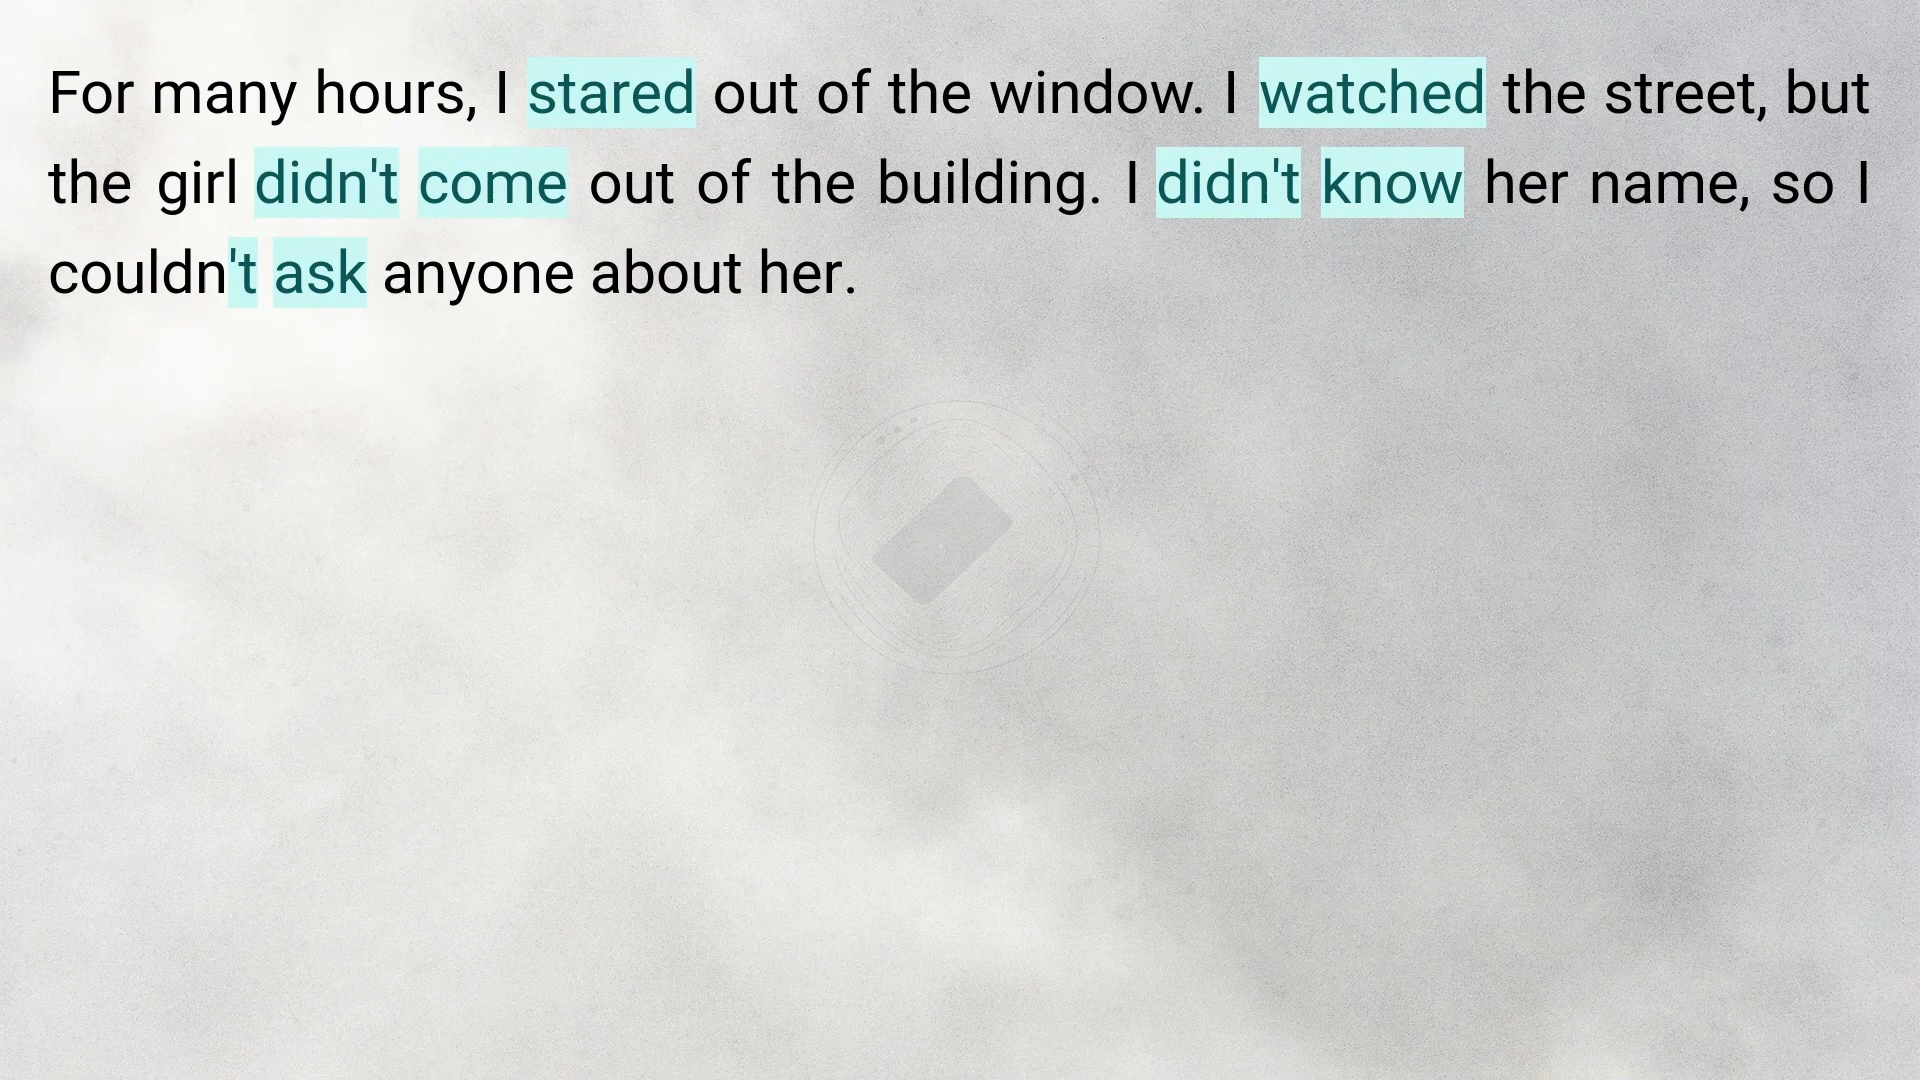 For many hours, I stared out of the window. I watched the street, but
the girl didn't come out of the building. I didn't know her name, so I
couldn't ask anyone about her.